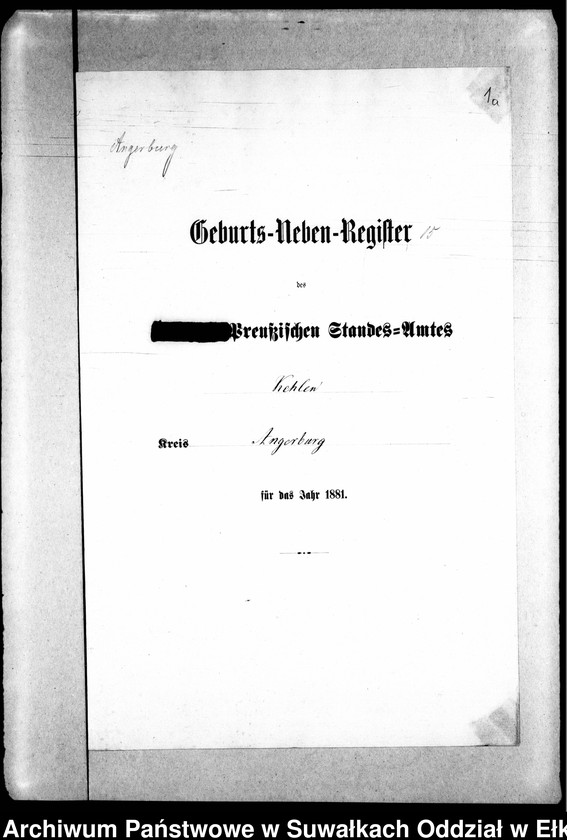 1a
Angerburg
Geburts-Neben-Register 15
des
Preußischen Standes-Amtes
Kehlen
Kreis Angerburg
für das Jahr 1881.
Archiwum Państwowe w Suwałkach Oddział w Ełk